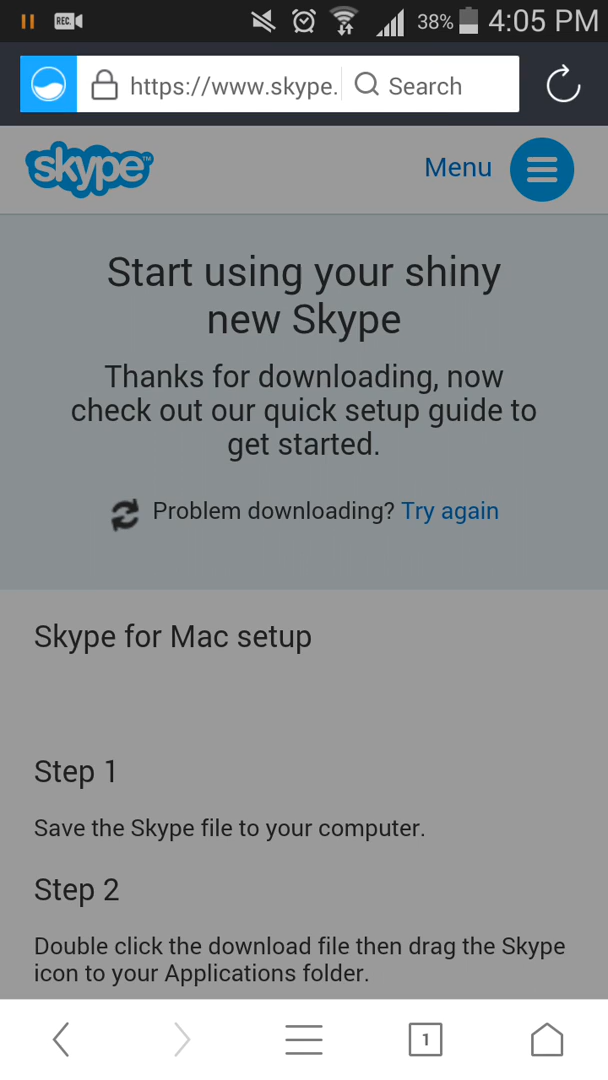 REC. 38% 4:05 PM
https://www.skype. Search
skype™ Menu
Start using your shiny
new Skype
Thanks for downloading, now
check out our quick setup guide to
get started.
Problem downloading? Try again
Skype for Mac setup
Step 1
Save the Skype file to your computer.
Step 2
Double click the download file then drag the Skype
icon to your Applications folder.
1